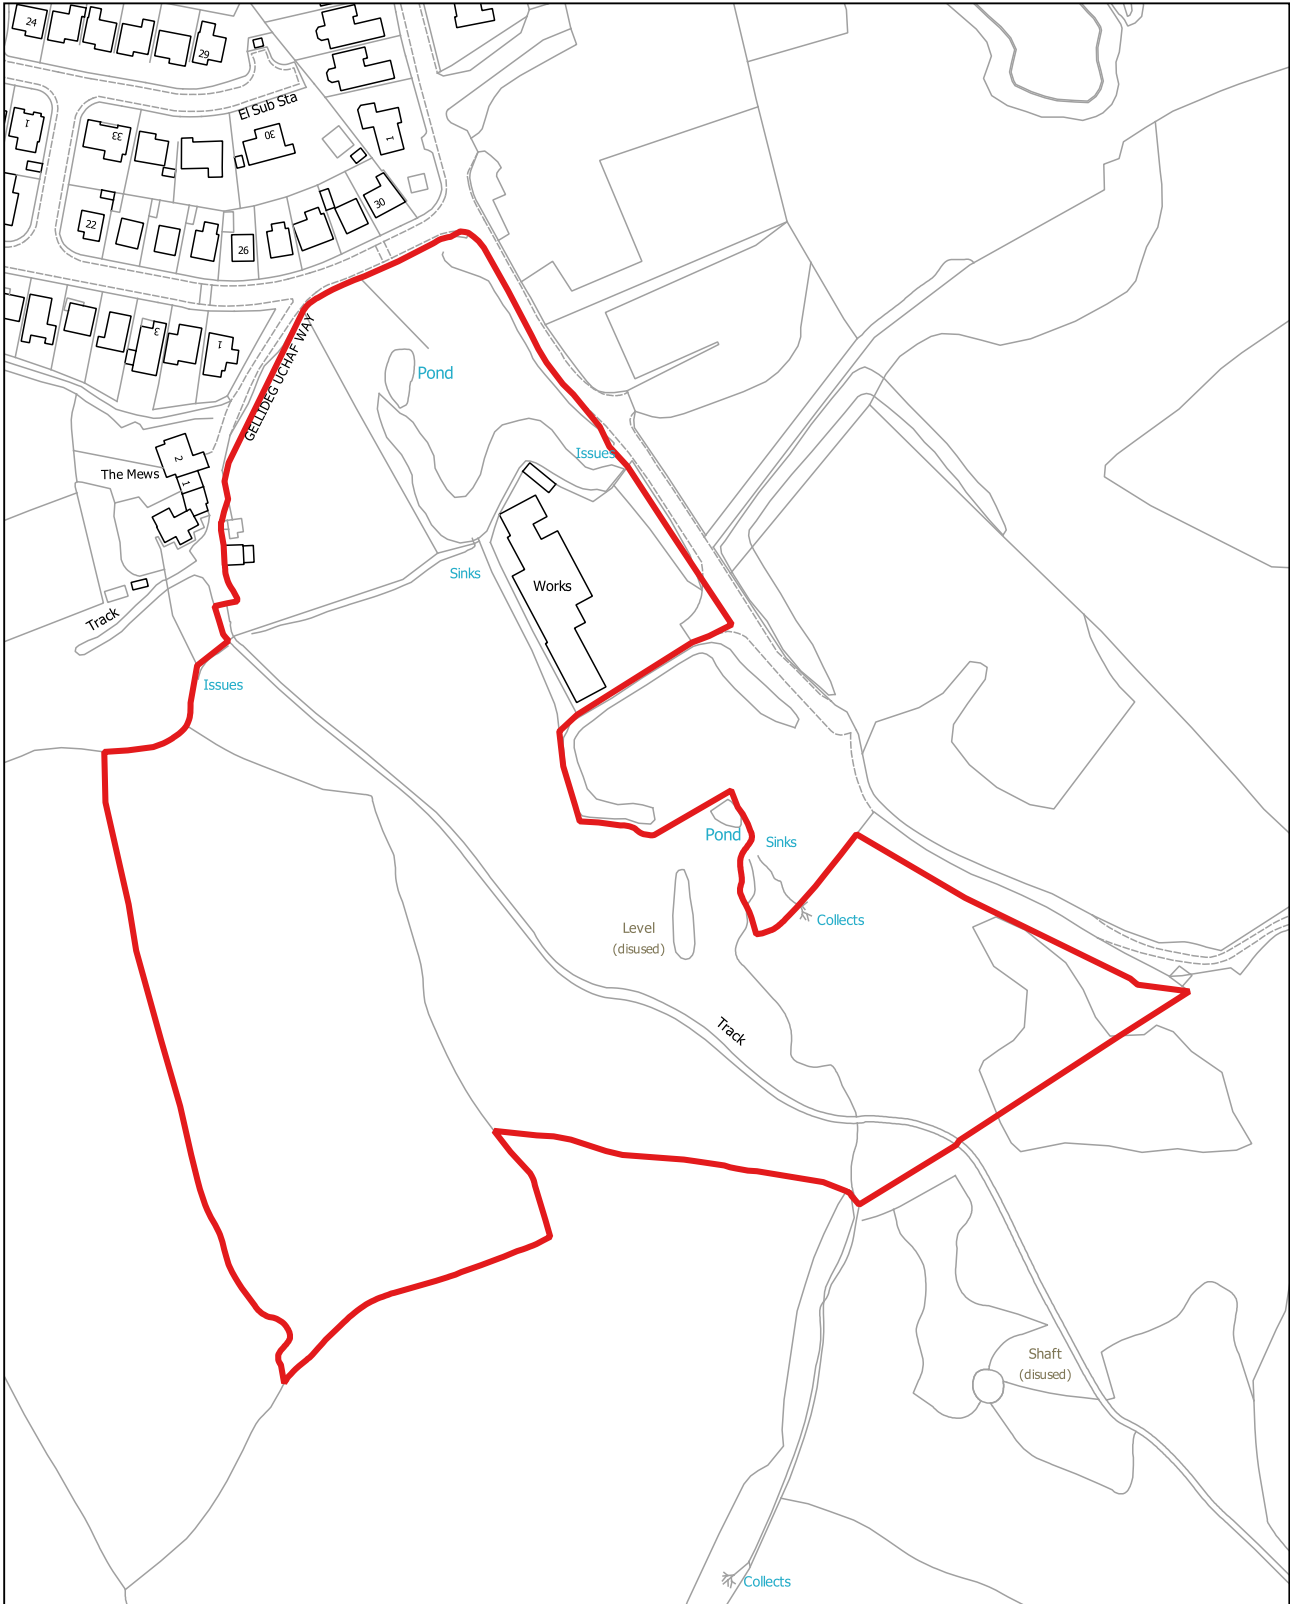 24
29
1
33
El Sub Sta
30
1
22
26
30
3
1
GELLIDEG UCHAF WAY
Pond
Issues
2
The Mews
1
Sinks
Works
Track
Issues
Pond
Sinks
Collects
Level
(disused)
Track
Shaft
(disused)
Collects